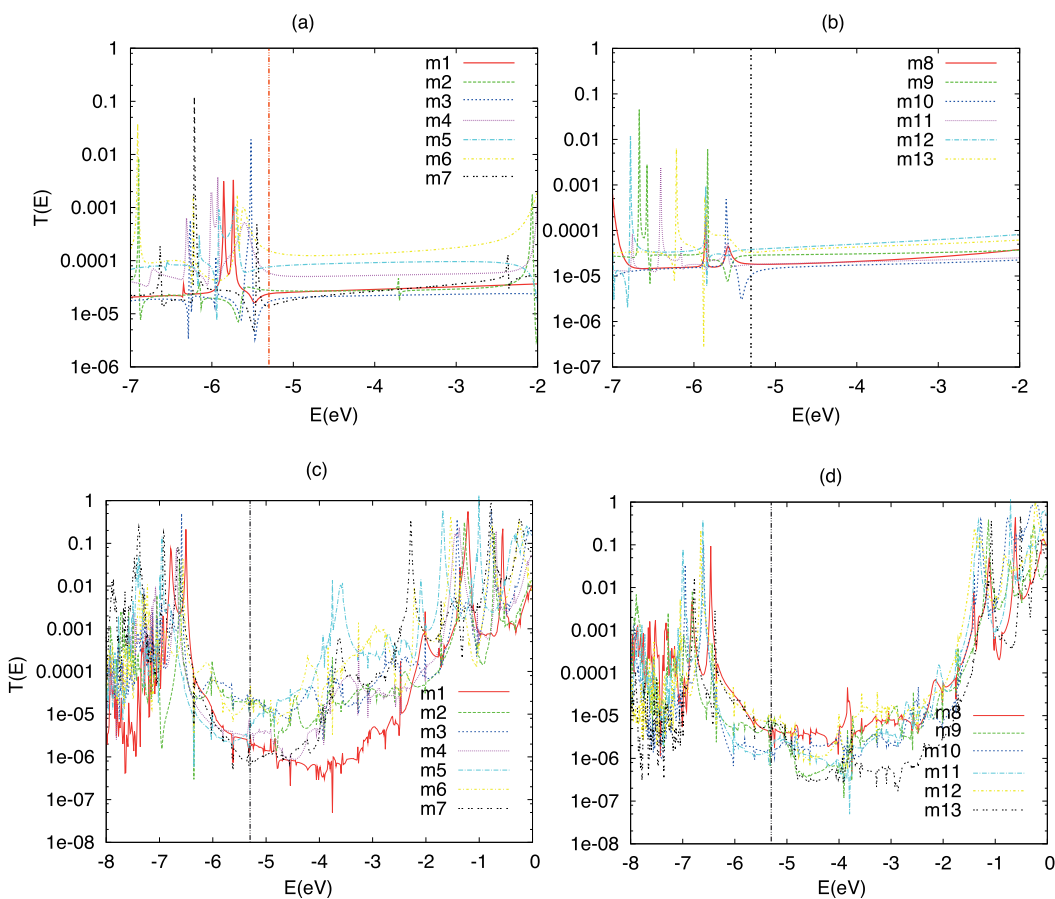 (a)
T(E)
1
0.1
0.01
0.001
0.0001
1e-05
1e-06
-7 -6 -5 -4 -3 -2
E(eV)
m1
m2
m3
m4
m5
m6
m7
(b)
1
0.1
0.01
0.001
0.0001
1e-05
1e-06
1e-07
-7 -6 -5 -4 -3 -2
E(eV)
m8
m9
m10
m11
m12
m13
(c)
T(E)
1
0.1
0.01
0.001
0.0001
1e-05
1e-06
1e-07
1e-08
-8 -7 -6 -5 -4 -3 -2 -1 0
E(eV)
m1
m2
m3
m4
m5
m6
m7
(d)
1
0.1
0.01
0.001
0.0001
1e-05
1e-06
1e-07
1e-08
-8 -7 -6 -5 -4 -3 -2 -1 0
E(eV)
m8
m9
m10
m11
m12
m13